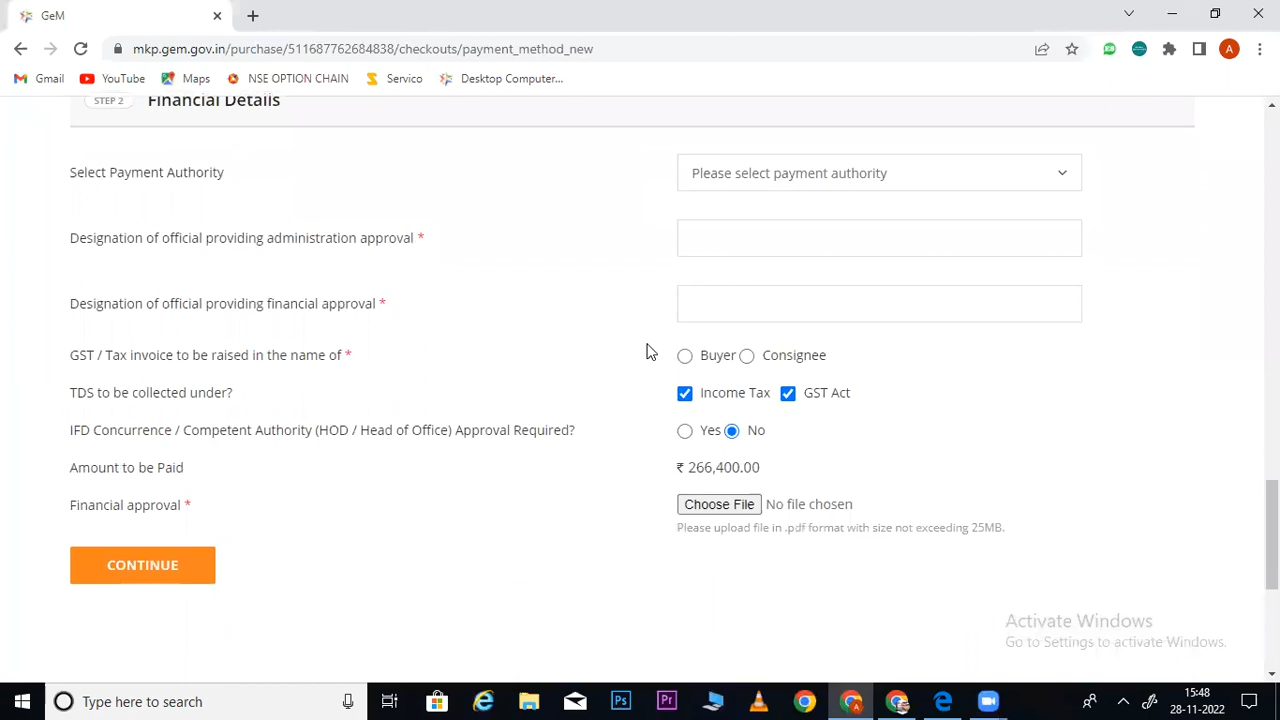 GeM
mkp.gem.gov.in/purchase/511687762684838/checkouts/payment_method_new
A
Gmail YouTube Maps NSE OPTION CHAIN Servico Desktop Computer...
STEP 2 Financial Details
Select Payment Authority Please select payment authority
Designation of official providing administration approval *
Designation of official providing financial approval *
GST / Tax invoice to be raised in the name of * Buyer Consignee
TDS to be collected under? Income Tax GST Act
IFD Concurrence / Competent Authority (HOD / Head of Office) Approval Required? Yes No
Amount to be Paid ₹ 266,400.00
Financial approval * Choose File No file chosen
Please upload file in .pdf format with size not exceeding 25MB.
CONTINUE
Activate Windows
Go to Settings to activate Windows.
Type here to search Ps Pr 15:48
28-11-2022